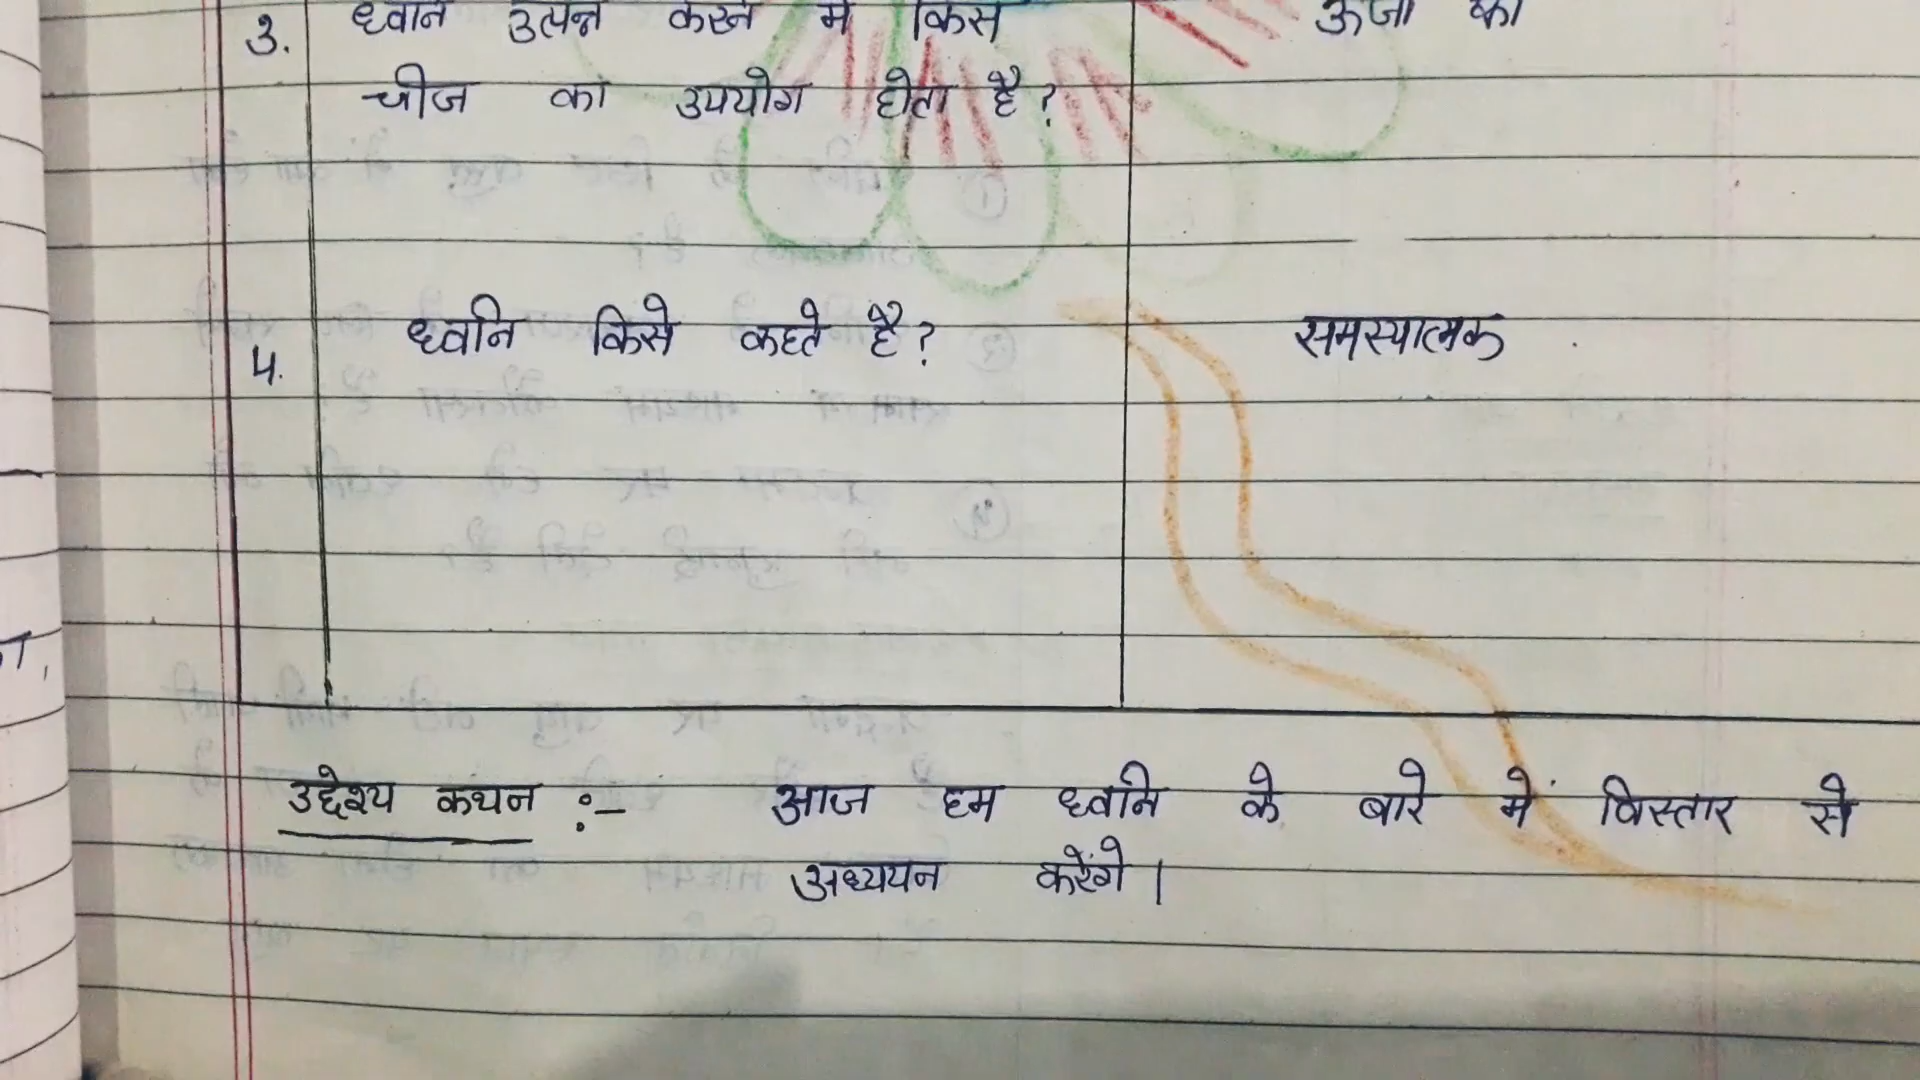 3. ध्वनि उत्पन्न करने में किस ऊर्जा का
चीज का उपयोग होता है?
4. ध्वनि किसे कहते है? समस्यात्मक
उद्देश्य कथन :- आज हम ध्वनि के बारे में विस्तार से
अध्ययन करेंगे।